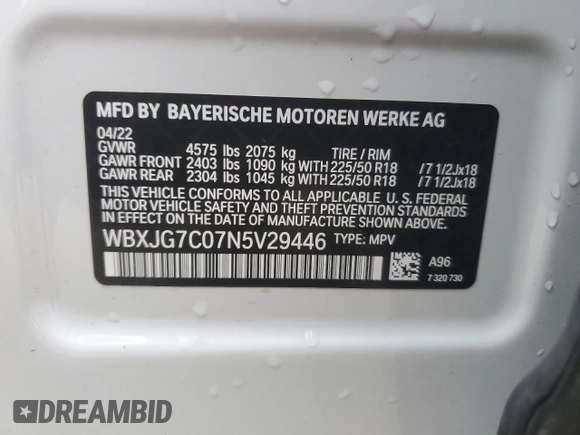 MFD BY BAYERISCHE MOTOREN WERKE AG
04/22
GVWR 4575 lbs 2075 kg TIRE / RIM
GAWR FRONT 2403 lbs 1090 kg WITH 225/50 R18 /7 1/2Jx18
GAWR REAR 2304 lbs 1045 kg WITH 225/50 R18 /7 1/2Jx18
THIS VEHICLE CONFORMS TO ALL APPLICABLE U. S. FEDERAL
MOTOR VEHICLE SAFETY AND THEFT PREVENTION STANDARDS
IN EFFECT ON THE DATE OF MANUFACTURE SHOWN ABOVE.
WBXJG7C07N5V29446 TYPE: MPV
A96
7 320 730
DREAMBID